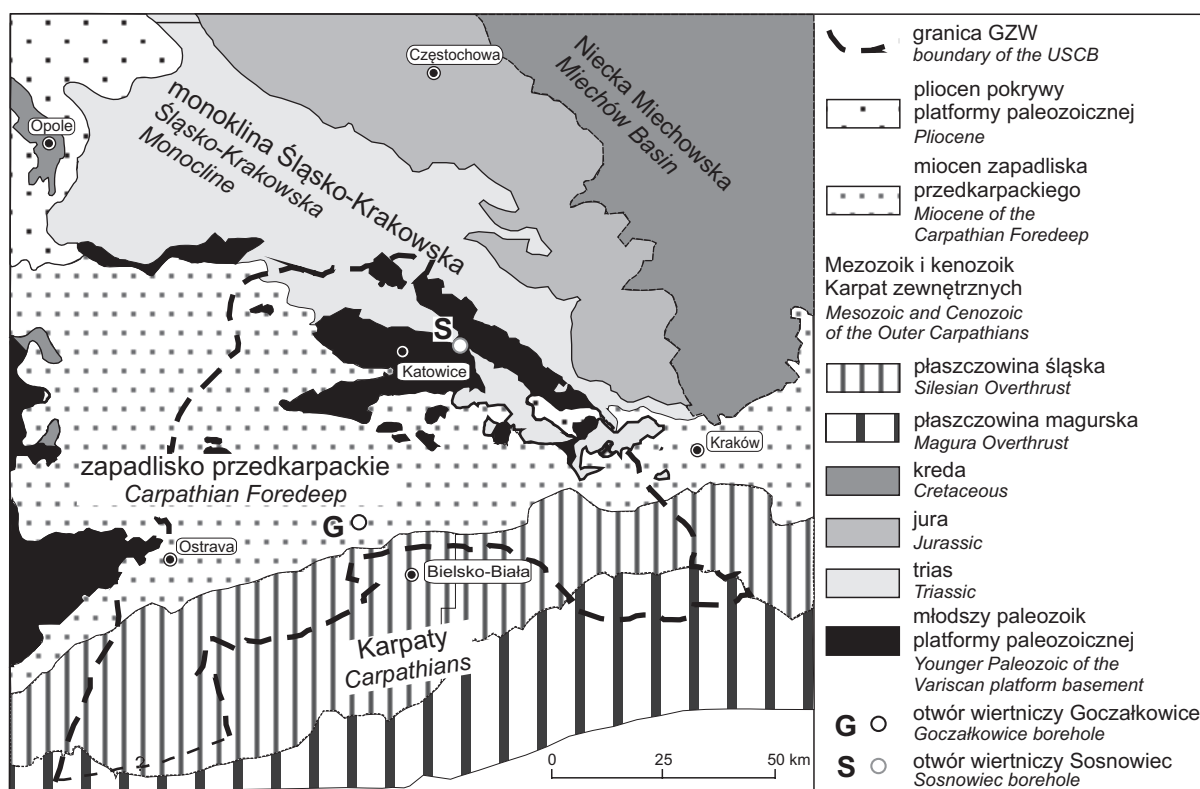 Częstochowa
Opole
monoklina Śląsko-Krakowska
Śląsko-Krakowska
Monocline
Niecka Miechowska
Miechów Basin
S
Katowice
Kraków
zapadlisko przedkarpackie
Carpathian Foredeep
G
Ostrava
Bielsko-Biała
Karpaty
Carpathians
?
0 25 50 km
granica GZW
boundary of the USCB
pliocen pokrywy
platformy paleozoicznej
Pliocene
miocen zapadliska
przedkarpackiego
Miocene of the
Carpathian Foredeep
Mezozoik i kenozoik
Karpat zewnętrznych
Mesozoic and Cenozoic
of the Outer Carpathians
płaszczowina śląska
Silesian Overthrust
płaszczowina magurska
Magura Overthrust
kreda
Cretaceous
jura
Jurassic
trias
Triassic
młodszy paleozoik
platformy paleozoicznej
Younger Paleozoic of the
Variscan platform basement
G otwór wiertniczy Goczałkowice
Goczałkowice borehole
S otwór wiertniczy Sosnowiec
Sosnowiec borehole